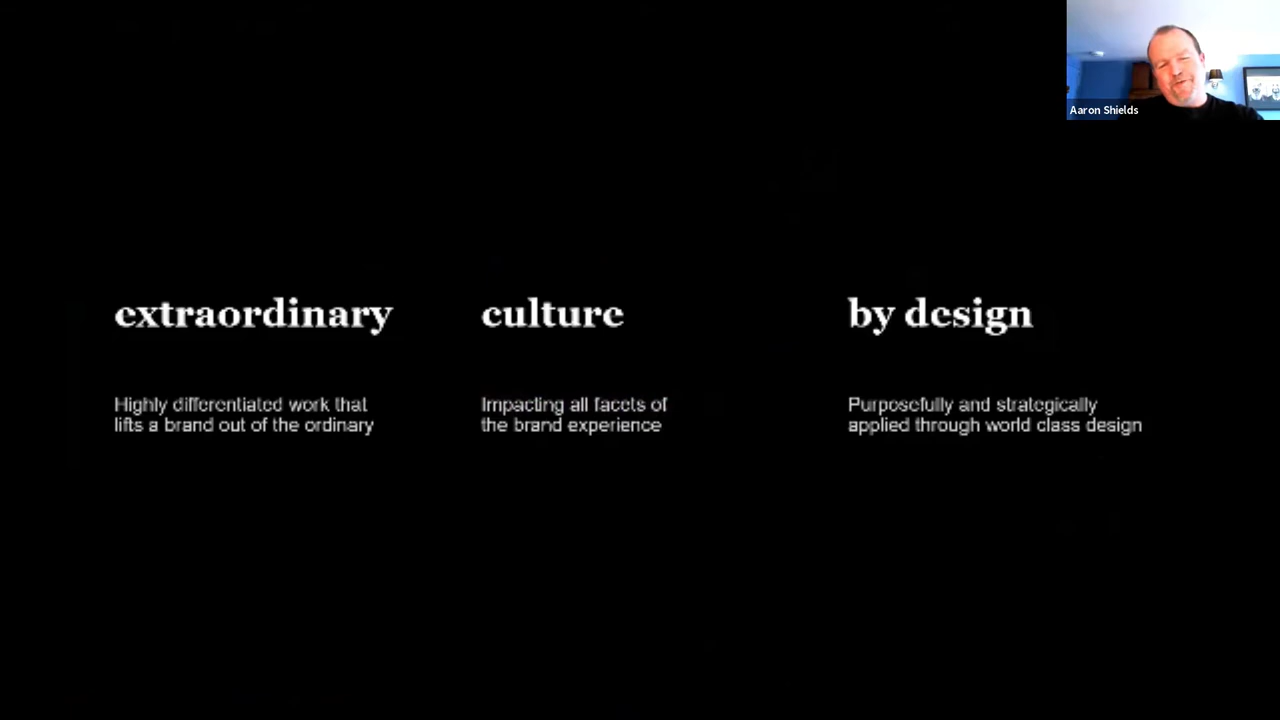 Aaron Shields
extraordinary
Highly differentiated work that
lifts a brand out of the ordinary
culture
Impacting all facets of
the brand experience
by design
Purposefully and strategically
applied through world class design